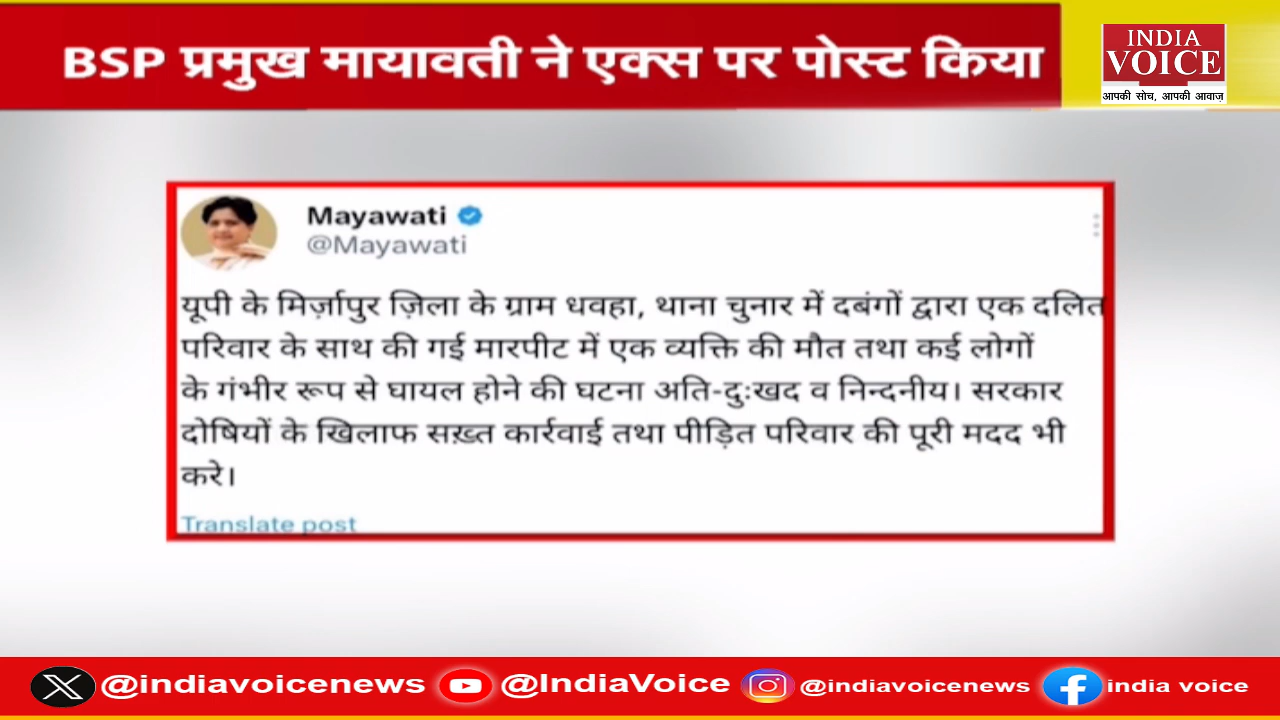 BSP प्रमुख मायावती ने एक्स पर पोस्ट किया
INDIA
VOICE
आपकी सोच, आपकी आवाज़
Mayawati
@Mayawati
यूपी के मिर्ज़ापुर ज़िला के ग्राम धवहा, थाना चुनार में दबंगों द्वारा एक दलित
परिवार के साथ की गई मारपीट में एक व्यक्ति की मौत तथा कई लोगों
के गंभीर रूप से घायल होने की घटना अति-दुःखद व निन्दनीय। सरकार
दोषियों के खिलाफ सख़्त कार्रवाई तथा पीड़ित परिवार की पूरी मदद भी
करे।
Translate post
@indiavoicenews @IndiaVoice @indiavoicenews india voice